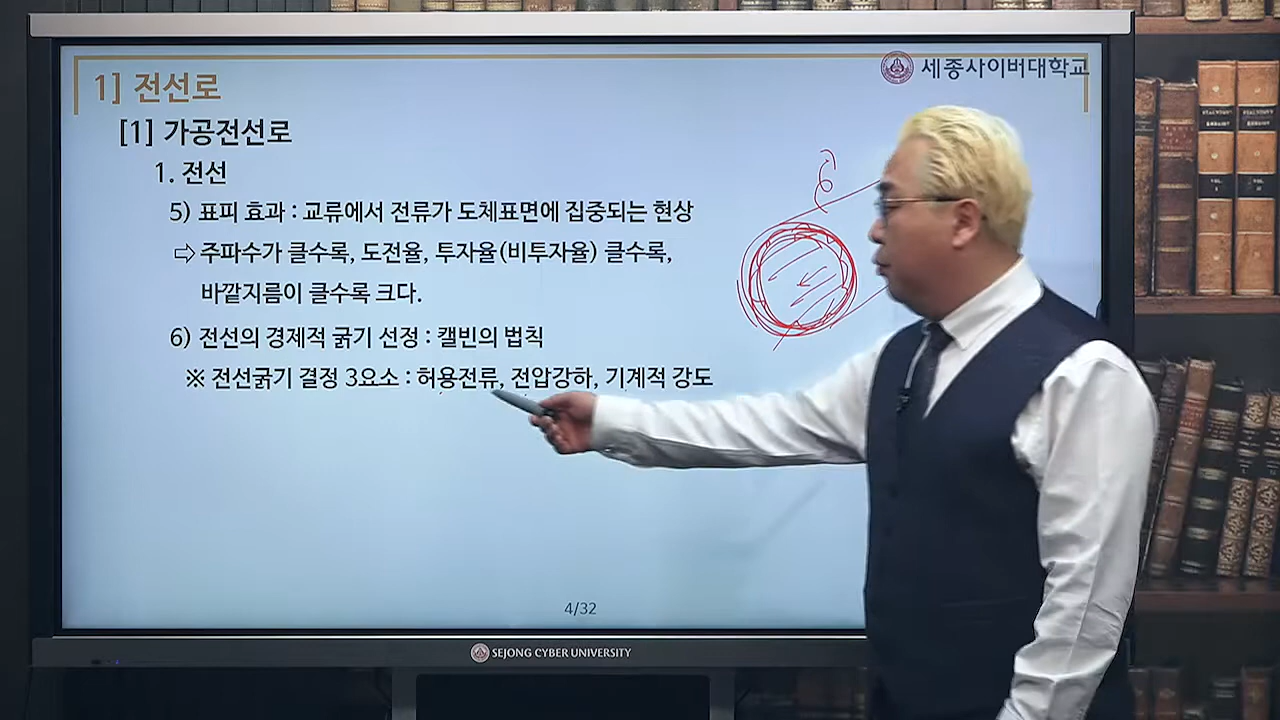 세종사이버대학교
1] 전선로
[1] 가공전선로
1. 전선
5) 표피 효과 : 교류에서 전류가 도체표면에 집중되는 현상
⇨ 주파수가 클수록, 도전율, 투자율(비투자율) 클수록,
바깥지름이 클수록 크다.
6) 전선의 경제적 굵기 선정 : 캘빈의 법칙
※ 전선굵기 결정 3요소 : 허용전류, 전압강하, 기계적 강도
4/32
SEJONG CYBER UNIVERSITY